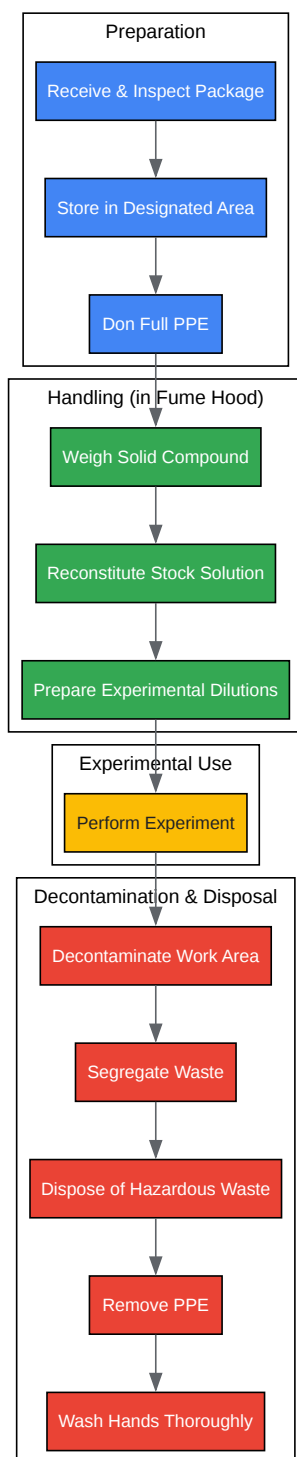 Preparation
Receive & Inspect Package
Store in Designated Area
Don Full PPE
Handling (in Fume Hood)
Weigh Solid Compound
Reconstitute Stock Solution
Prepare Experimental Dilutions
Experimental Use
Perform Experiment
Decontamination & Disposal
Decontaminate Work Area
Segregate Waste
Dispose of Hazardous Waste
Remove PPE
Wash Hands Thoroughly